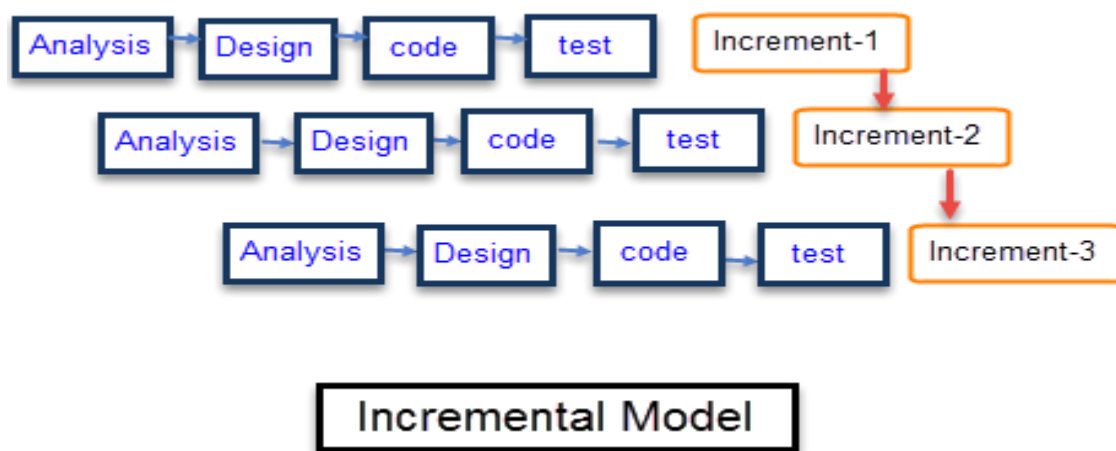 Analysis Design code test Increment-1
Analysis Design code test Increment-2
Analysis Design code test Increment-3
Incremental Model